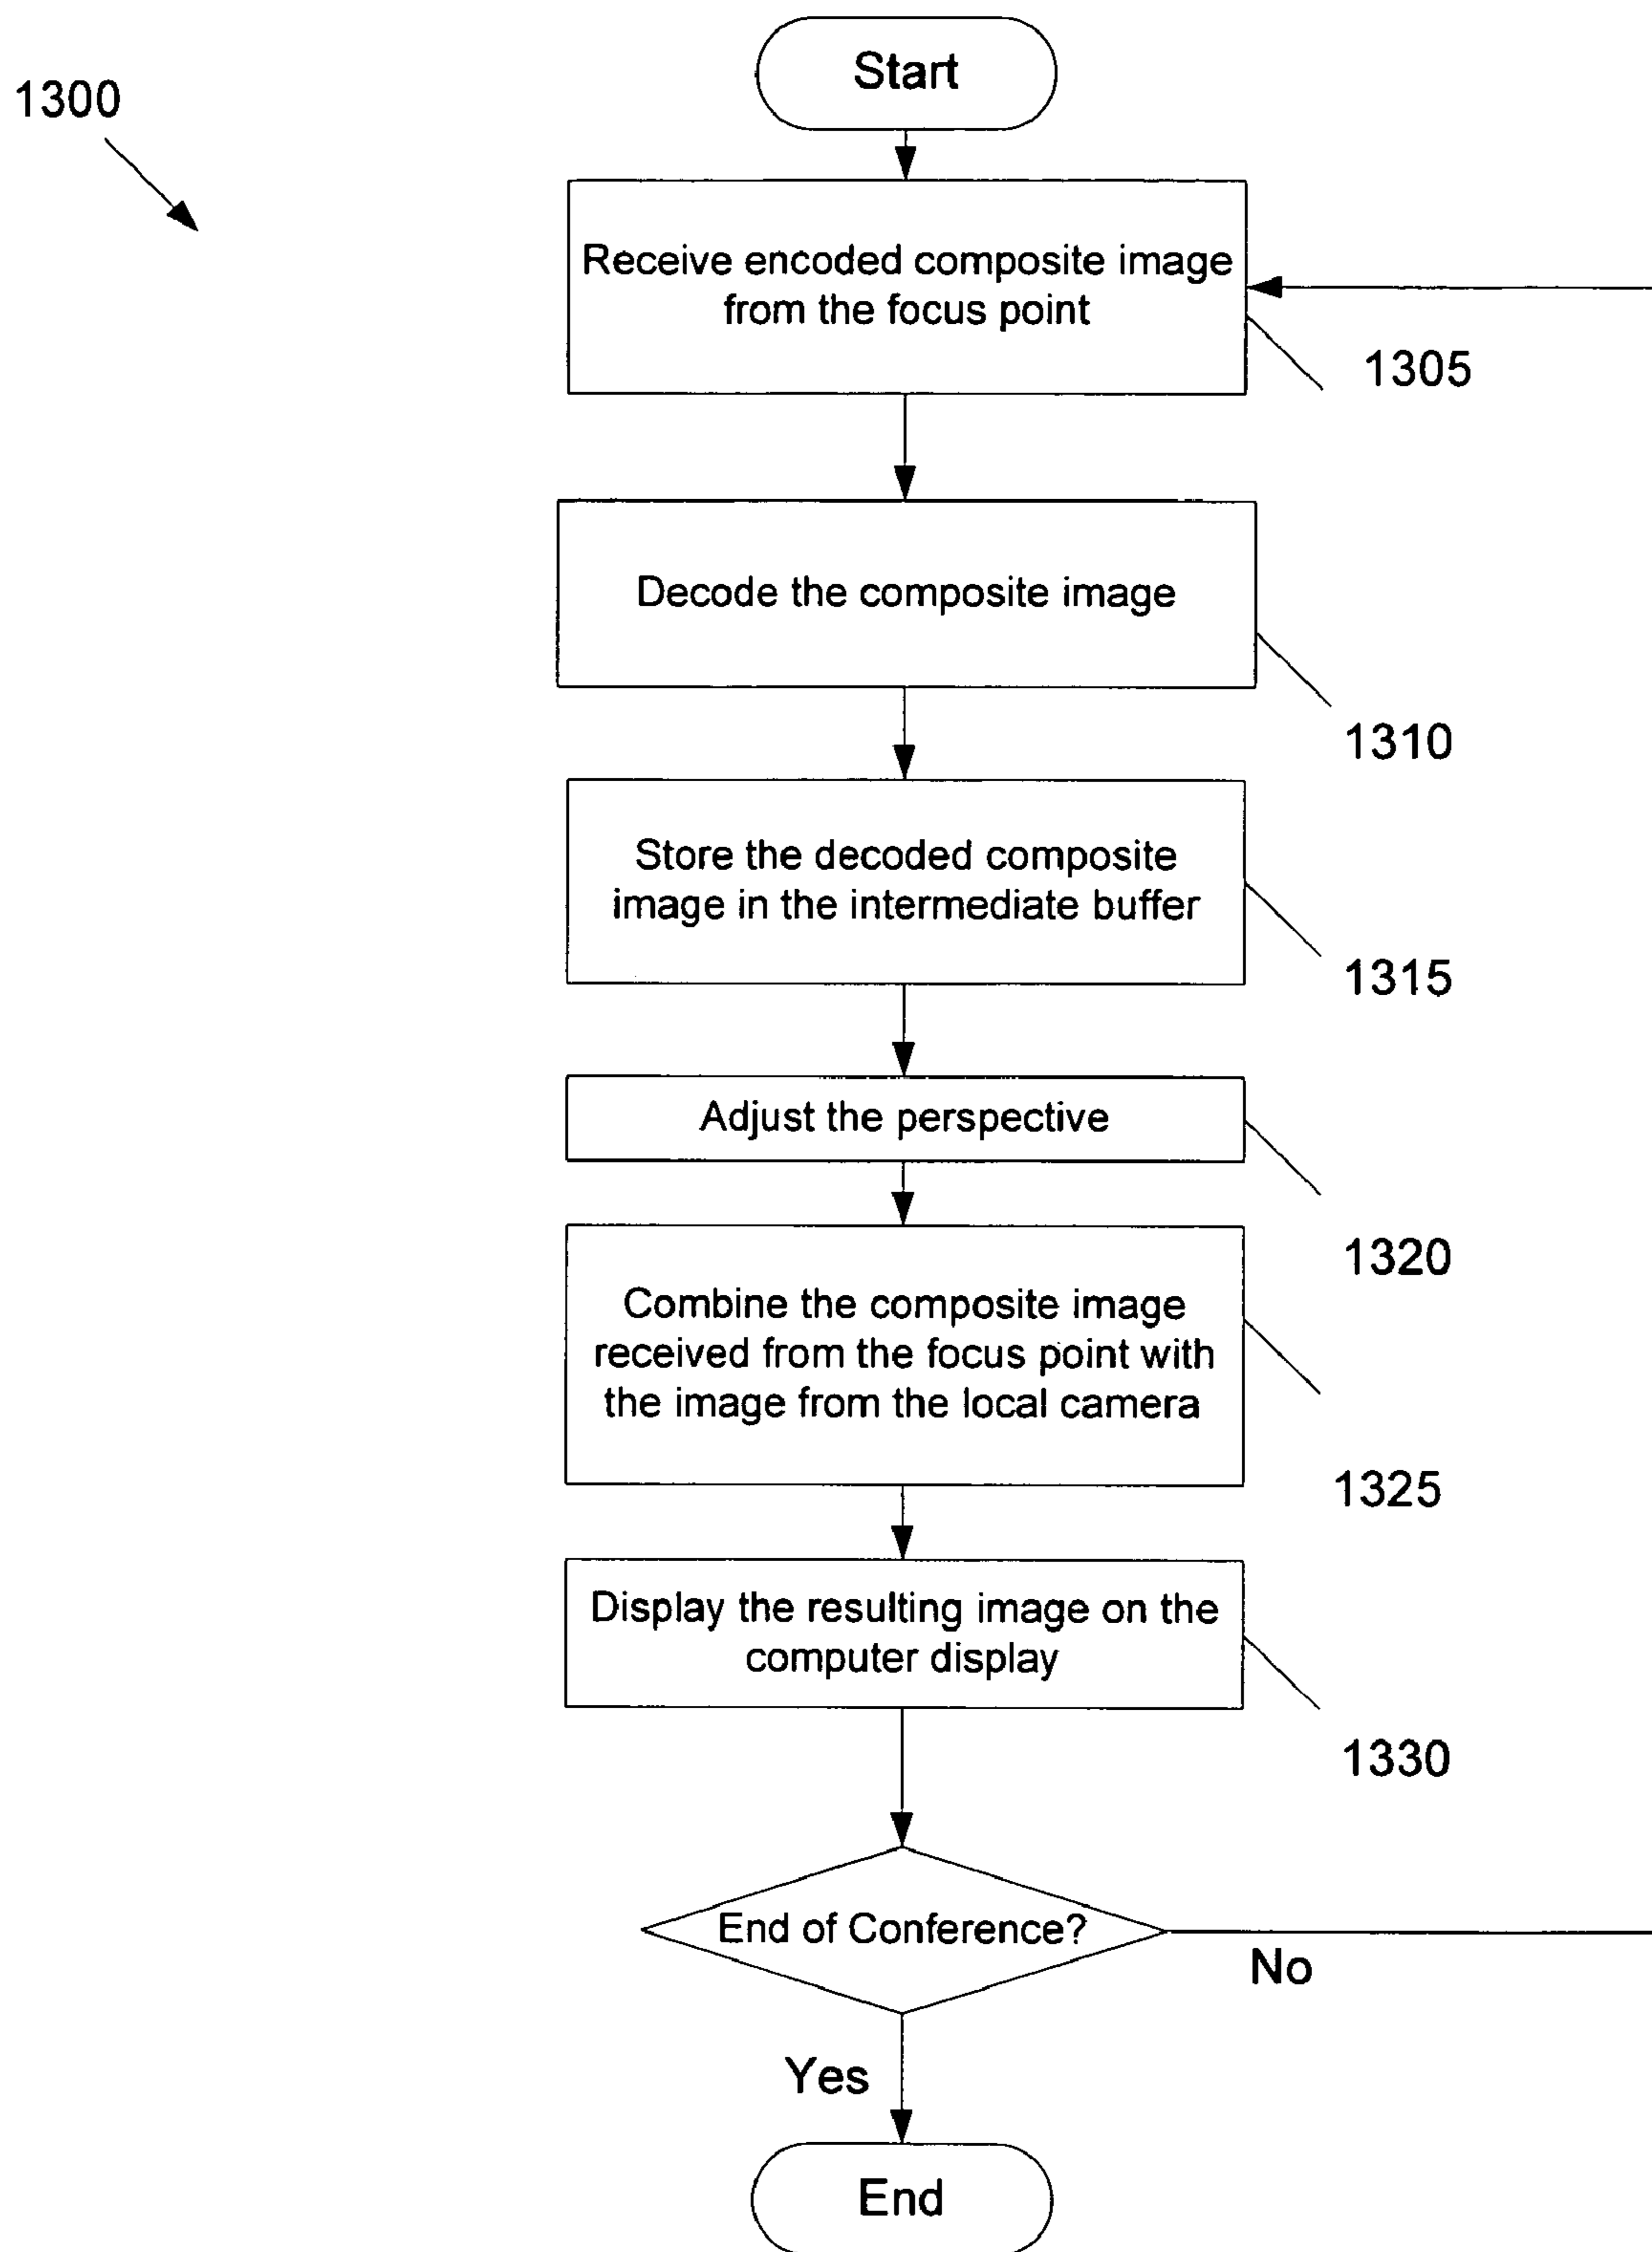 Start
1300
Receive encoded composite image
from the focus point
1305
Decode the composite image
1310
Store the decoded composite
image in the intermediate buffer
1315
Adjust the perspective
1320
Combine the composite image
received from the focus point with
the image from the local camera
1325
Display the resulting image on the
computer display
1330
End of Conference?
No
Yes
End